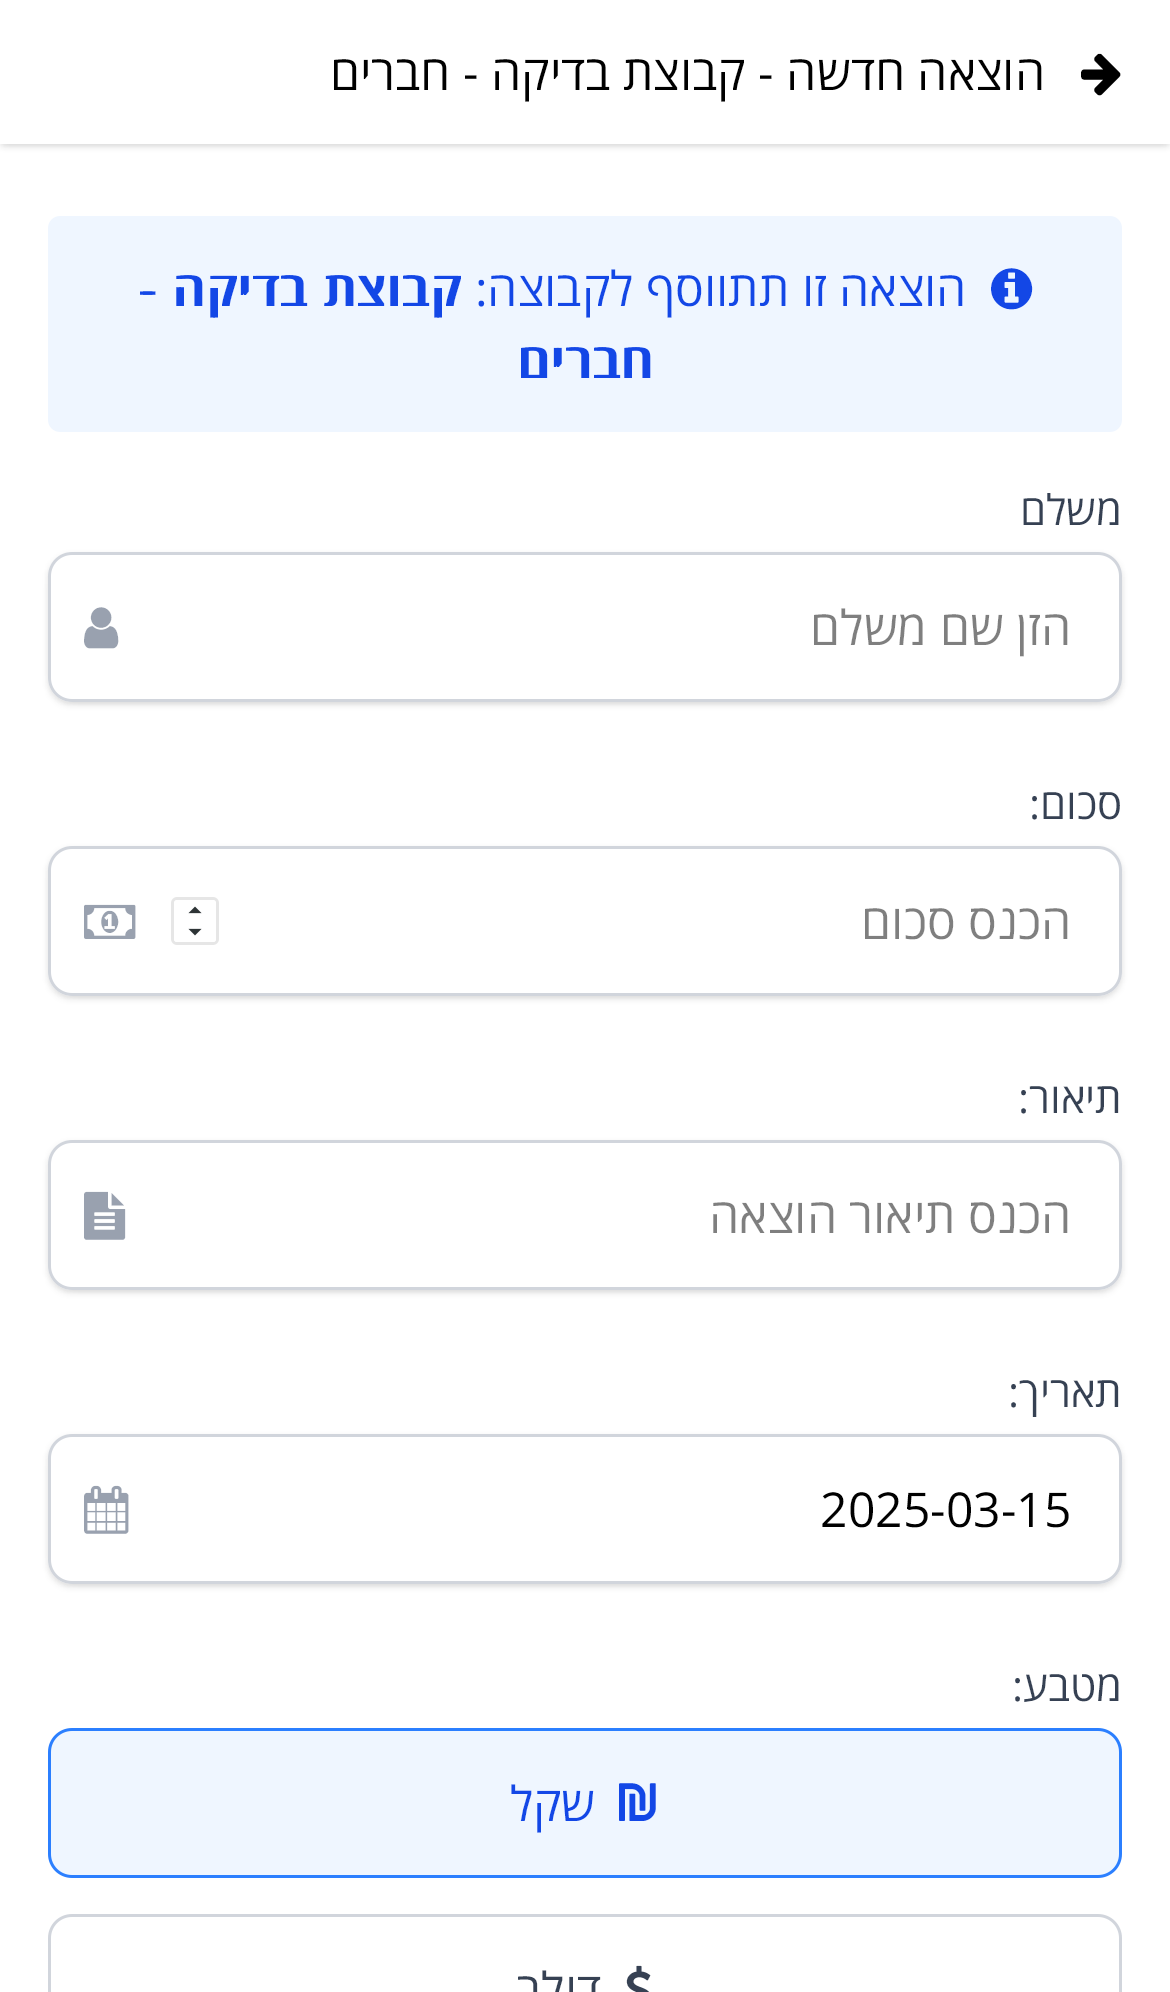 הוצאה חדשה - קבוצת בדיקה - חברים
הוצאה זו תתווסף לקבוצה: קבוצת בדיקה -
חברים
משלם
הזן שם משלם
סכום:
הכנס סכום
תיאור:
הכנס תיאור הוצאה
תאריך:
2025-03-15
מטבע:
₪ שקל
$ דולר